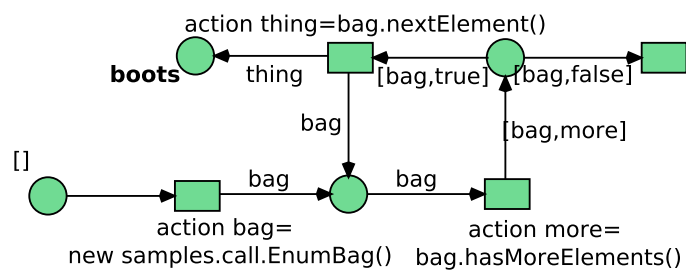 action thing=bag.nextElement()
boots
thing
[bag,true]
[bag,false]
bag
[bag,more]
[]
bag
bag
action bag=
new samples.call.EnumBag()
action more=
bag.hasMoreElements()